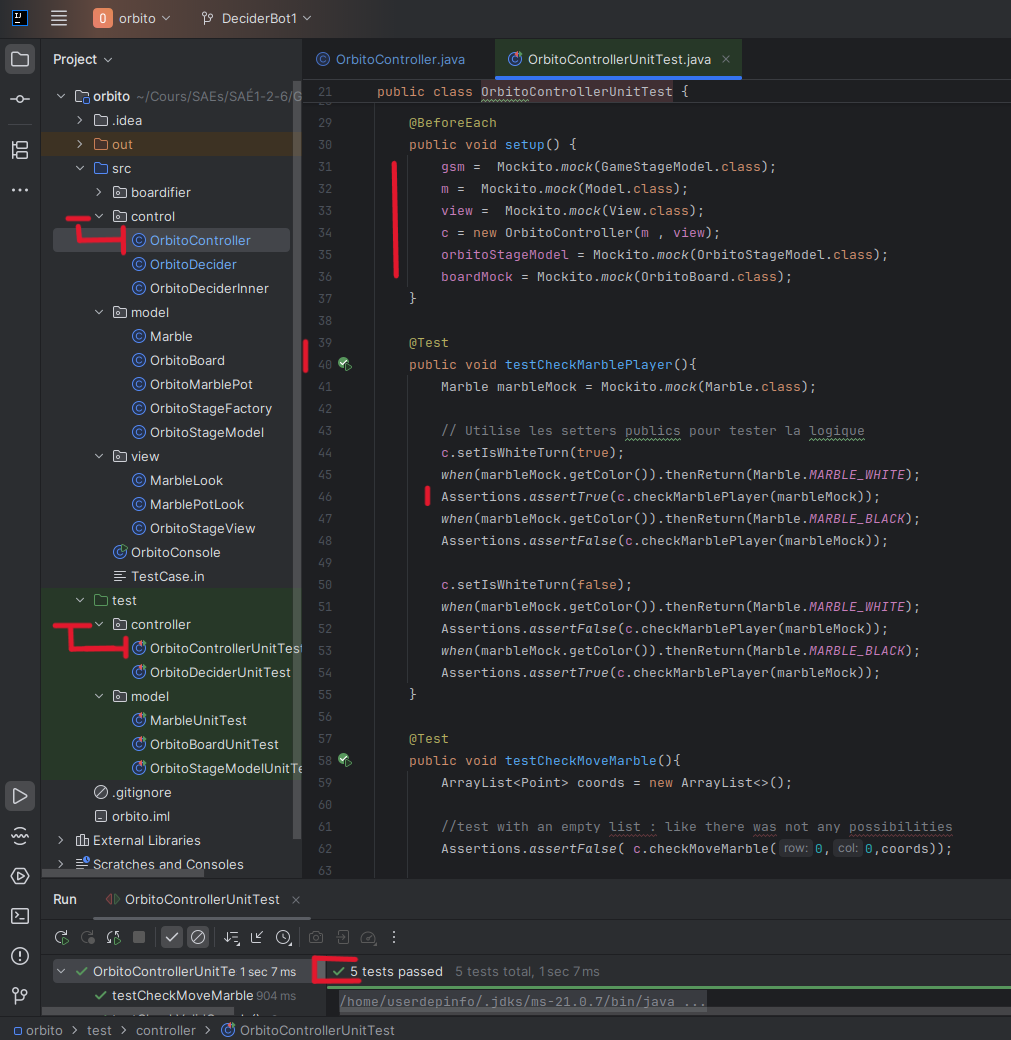 orbito
DeciderBot1
Project
OrbitoController.java
OrbitoControllerUnitTest.java
orbito ~/Cours/SAEs/SAÉ1-2-6/G
.idea
out
src
boardifier
control
OrbitoController
OrbitoDecider
OrbitoDeciderInner
model
Marble
OrbitoBoard
OrbitoMarblePot
OrbitoStageFactory
OrbitoStageModel
view
MarbleLook
MarblePotLook
OrbitoStageView
OrbitoConsole
TestCase.in
test
controller
OrbitoControllerUnitTest
OrbitoDeciderUnitTest
model
MarbleUnitTest
OrbitoBoardUnitTest
OrbitoStageModelUnitTe
.gitignore
orbito.iml
External Libraries
Scratches and Consoles
21 public class OrbitoControllerUnitTest {
29 @BeforeEach
30 public void setup() {
31 gsm =  Mockito.mock(GameStageModel.class);
32 m =  Mockito.mock(Model.class);
33 view =  Mockito.mock(View.class);
34 c = new OrbitoController(m , view);
35 orbitoStageModel = Mockito.mock(OrbitoStageModel.class);
36 boardMock = Mockito.mock(OrbitoBoard.class);
37 }
38
39 @Test
40 public void testCheckMarblePlayer(){
41 Marble marbleMock = Mockito.mock(Marble.class);
42
43 // Utilise les setters publics pour tester la logique
44 c.setIsWhiteTurn(true);
45 when(marbleMock.getColor()).thenReturn(Marble.MARBLE_WHITE);
46 Assertions.assertTrue(c.checkMarblePlayer(marbleMock));
47 when(marbleMock.getColor()).thenReturn(Marble.MARBLE_BLACK);
48 Assertions.assertFalse(c.checkMarblePlayer(marbleMock));
49
50 c.setIsWhiteTurn(false);
51 when(marbleMock.getColor()).thenReturn(Marble.MARBLE_WHITE);
52 Assertions.assertFalse(c.checkMarblePlayer(marbleMock));
53 when(marbleMock.getColor()).thenReturn(Marble.MARBLE_BLACK);
54 Assertions.assertTrue(c.checkMarblePlayer(marbleMock));
55 }
56
57 @Test
58 public void testCheckMoveMarble(){
59 ArrayList<Point> coords = new ArrayList<>();
60
61 //test with an empty list : like there was not any possibilities
62 Assertions.assertFalse( c.checkMoveMarble( row: 0, col: 0,coords));
63
Run OrbitoControllerUnitTest
OrbitoControllerUnitTe 1 sec 7 ms
5 tests passed 5 tests total, 1 sec 7 ms
testCheckMoveMarble 904 ms
/home/userdepinfo/.jdks/ms-21.0.7/bin/java ...
orbito > test > controller > OrbitoControllerUnitTest